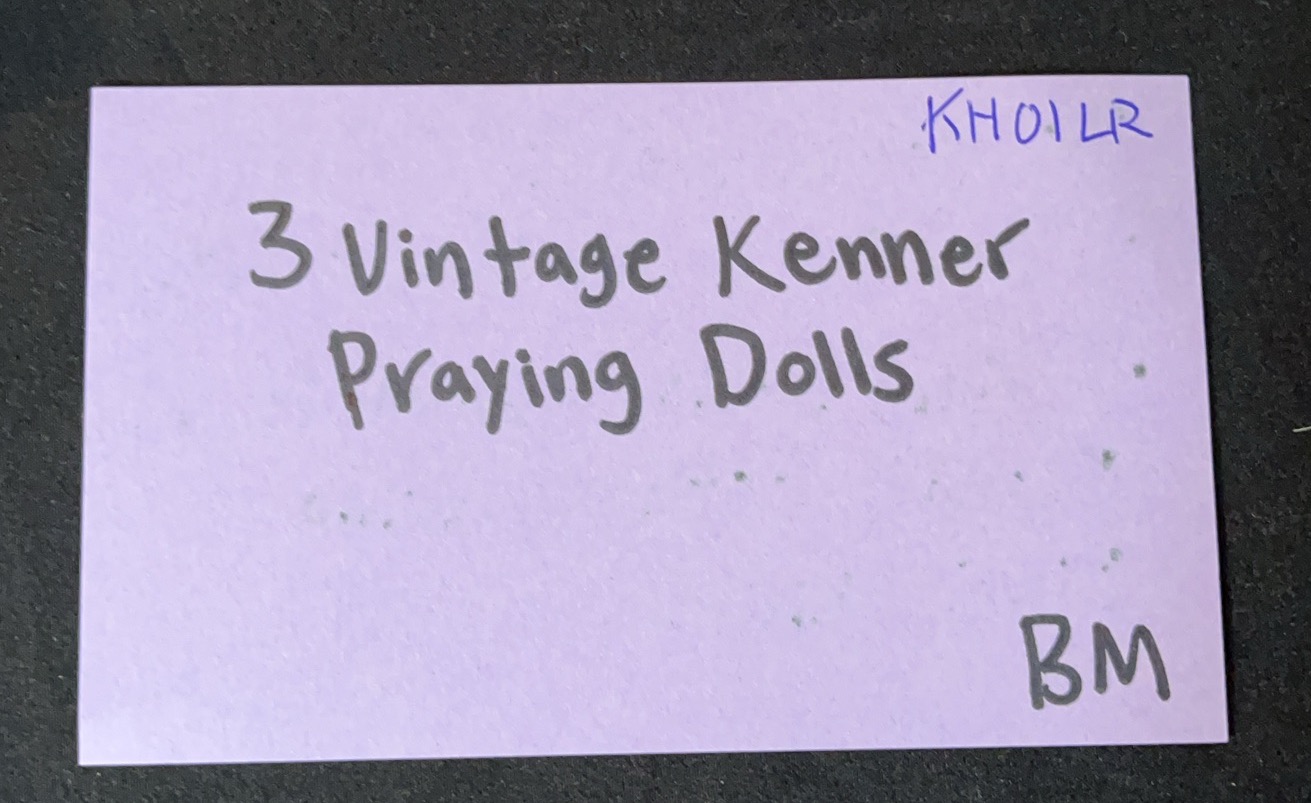 KH01LR
3 Vintage Kenner
Praying Dolls
BM